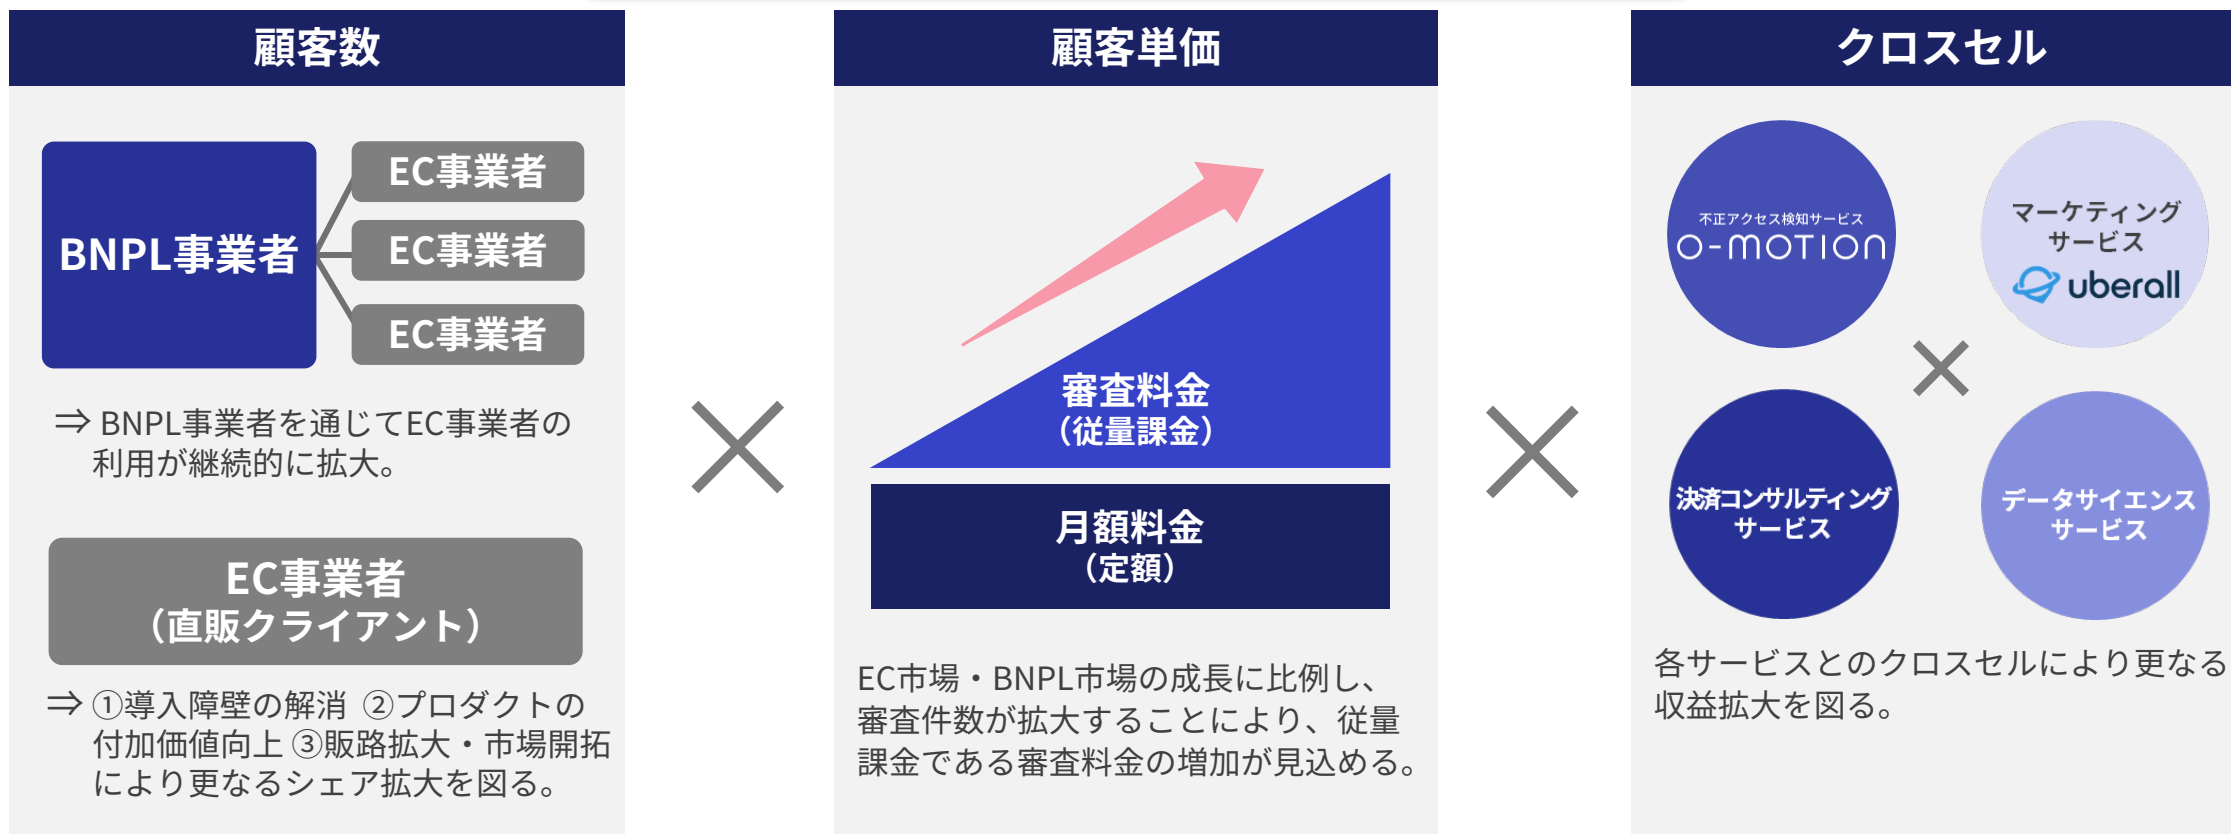 顧客数
BNPL事業者
EC事業者
EC事業者
EC事業者
⇒ BNPL事業者を通じてEC事業者の
利用が継続的に拡大。
EC事業者
（直販クライアント）
⇒ ①導入障壁の解消 ②プロダクトの
付加価値向上 ③販路拡大・市場開拓
により更なるシェア拡大を図る。
×
顧客単価
審査料金
（従量課金）
月額料金
（定額）
EC市場・BNPL市場の成長に比例し、
審査件数が拡大することにより、従量
課金である審査料金の増加が見込める。
×
クロスセル
不正アクセス検知サービス
O-MOTION
マーケティング
サービス
uberall
×
決済コンサルティング
サービス
データサイエンス
サービス
各サービスとのクロスセルにより更なる
収益拡大を図る。